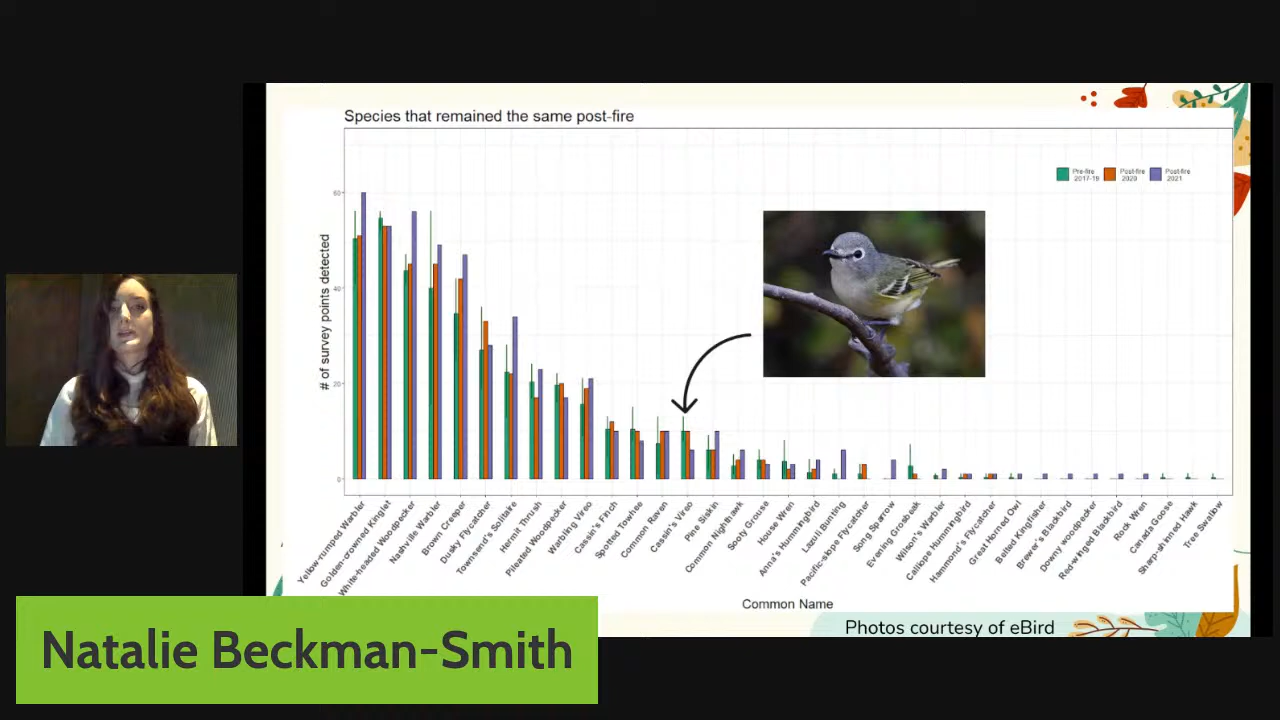 Species that remained the same post-fire
Pre-fire
2017-19
Post-fire
2020
Post-fire
2021
# of survey points detected
60
40
20
0
Yellow-rumped Warbler
Golden-crowned Kinglet
White-headed Woodpecker
Nashville Warbler
Brown Creeper
Dusky Flycatcher
Townsend's Solitaire
Hermit Thrush
Pileated Woodpecker
Warbling Vireo
Cassin's Finch
Spotted Towhee
Common Raven
Cassin's Vireo
Pine Siskin
Common Nighthawk
Sooty Grouse
House Wren
Anna's Hummingbird
Lazuli Bunting
Pacific-slope Flycatcher
Song Sparrow
Evening Grosbeak
Wilson's Warbler
Calliope Hummingbird
Hammond's Flycatcher
Great Horned Owl
Belted Kingfisher
Brewer's Blackbird
Downy woodpecker
Red-winged Blackbird
Rock Wren
Canada Goose
Sharp-shinned Hawk
Tree Swallow
Common Name
Photos courtesy of eBird
Natalie Beckman-Smith